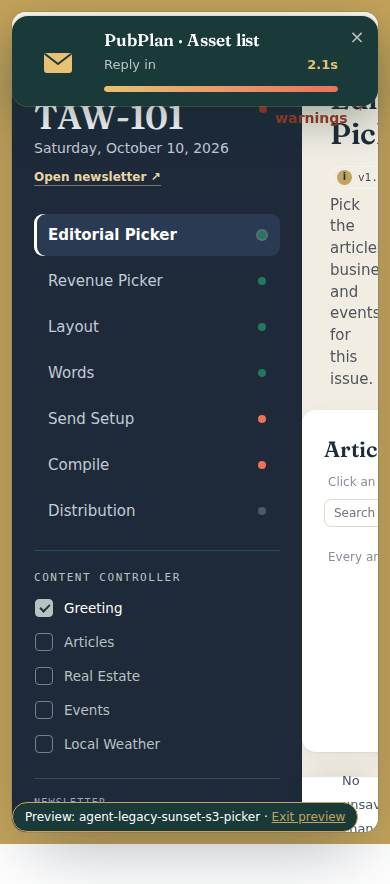 PubPlan · Asset list
Reply in
2.1s
TAW-101
warnings
Saturday, October 10, 2026
Open newsletter ↗
Editorial Picker
Revenue Picker
Layout
Words
Send Setup
Compile
Distribution
CONTENT CONTROLLER
Greeting
Articles
Real Estate
Events
Local Weather
NEWSLETTER
Pic
v1.
Pick
the
article
busine
and
events
for
this
issue.
Artic
Click an
Search
Every ar
No
Preview: agent-legacy-sunset-s3-picker · Exit preview